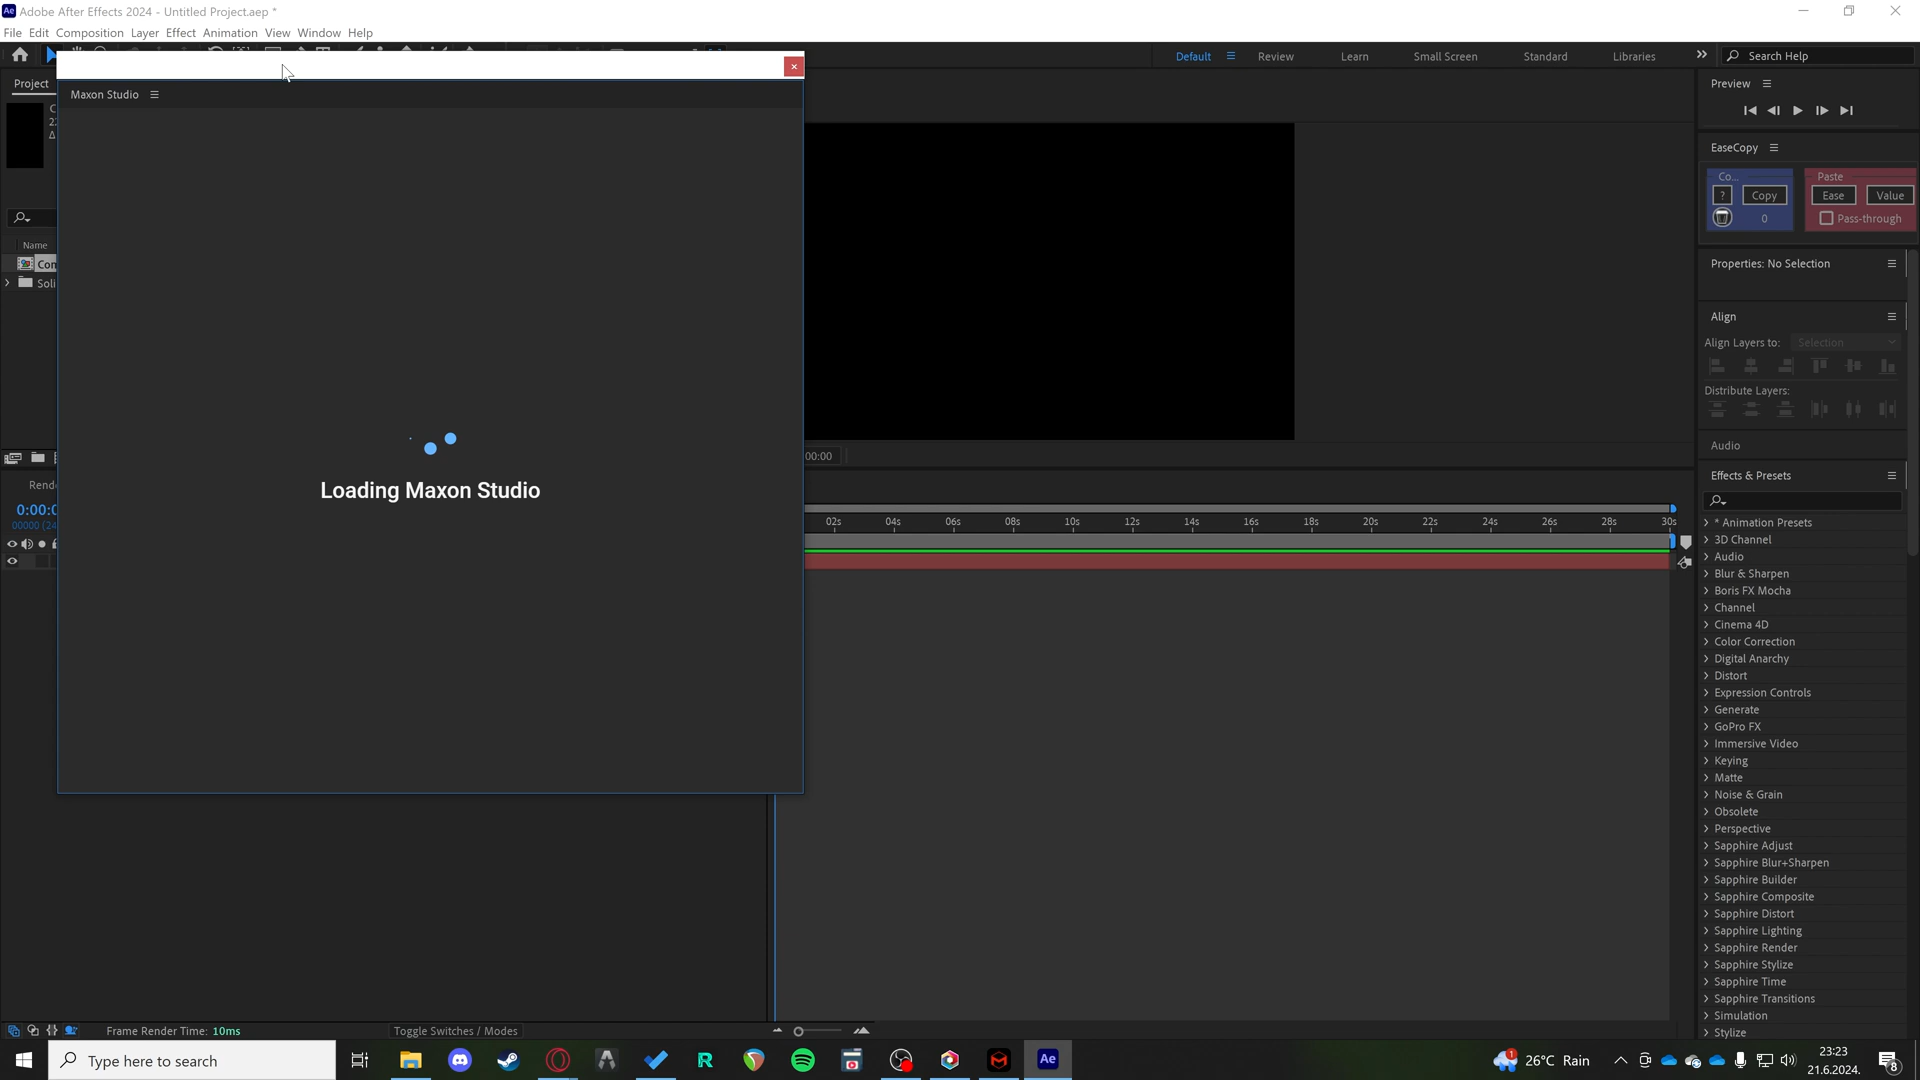 Ae Adobe After Effects 2024 - Untitled Project.aep *
File Edit Composition Layer Effect Animation View Window Help
Default Review Learn Small Screen Standard Libraries Search Help
Project
Maxon Studio
Name
Loading Maxon Studio
00:00
02s 04s 06s 08s 10s 12s 14s 16s 18s 20s 22s 24s 26s 28s 30s
Frame Render Time: 10ms
Toggle Switches / Modes
Preview
EaseCopy
Co...
? Copy
0
Paste
Ease Value
Pass-through
Properties: No Selection
Align
Align Layers to: Selection
Distribute Layers:
Audio
Effects & Presets
* Animation Presets
3D Channel
Audio
Blur & Sharpen
Boris FX Mocha
Channel
Cinema 4D
Color Correction
Digital Anarchy
Distort
Expression Controls
Generate
GoPro FX
Immersive Video
Keying
Matte
Noise & Grain
Obsolete
Perspective
Sapphire Adjust
Sapphire Blur+Sharpen
Sapphire Builder
Sapphire Composite
Sapphire Distort
Sapphire Lighting
Sapphire Render
Sapphire Stylize
Sapphire Time
Sapphire Transitions
Simulation
Stylize
Type here to search
Ae
26°C Rain
23:23
21.6.2024.
8